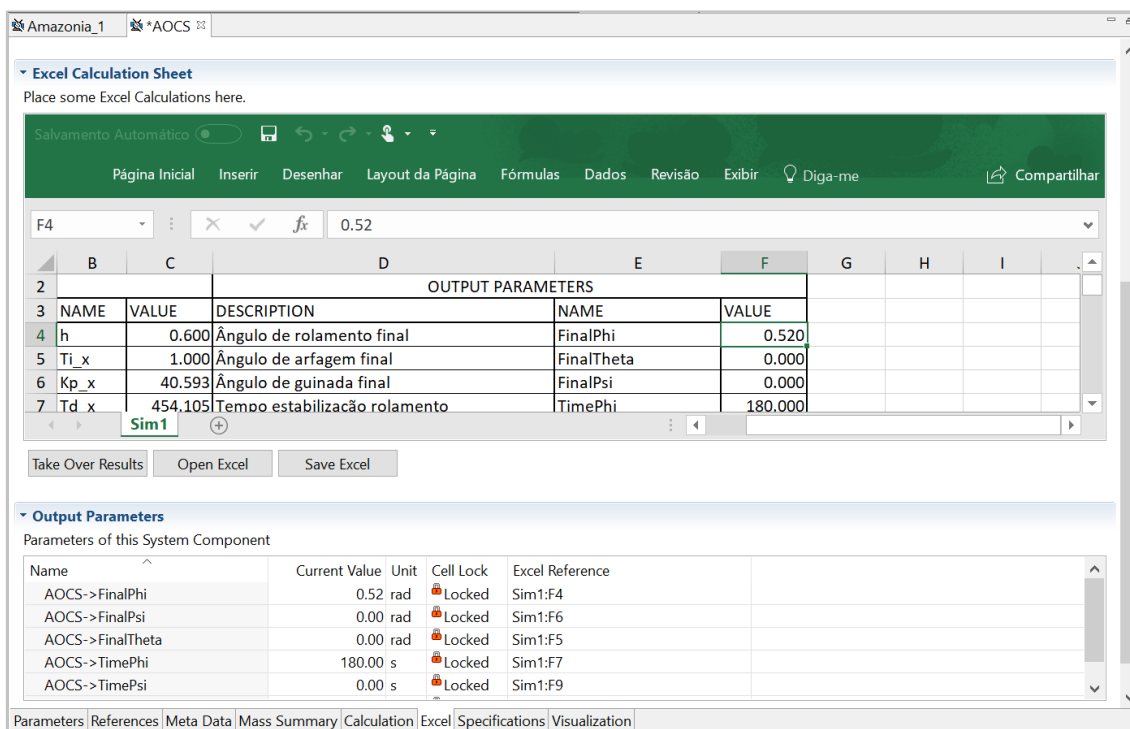 Amazonia_1 *AOCS
Excel Calculation Sheet
Place some Excel Calculations here.
Salvamento Automático
Página Inicial Inserir Desenhar Layout da Página Fórmulas Dados Revisão Exibir Diga-me Compartilhar
F4 fx 0.52
B C D E F G H I
2 OUTPUT PARAMETERS
3 NAME VALUE DESCRIPTION NAME VALUE
4 h 0.600 Ângulo de rolamento final FinalPhi 0.520
5 Ti_x 1.000 Ângulo de arfagem final FinalTheta 0.000
6 Kp_x 40.593 Ângulo de guinada final FinalPsi 0.000
7 Td_x 454.105 Tempo estabilização rolamento TimePhi 180.000
Sim1
Take Over Results Open Excel Save Excel
Output Parameters
Parameters of this System Component
Name Current Value Unit Cell Lock Excel Reference
AOCS->FinalPhi 0.52 rad Locked Sim1:F4
AOCS->FinalPsi 0.00 rad Locked Sim1:F6
AOCS->FinalTheta 0.00 rad Locked Sim1:F5
AOCS->TimePhi 180.00 s Locked Sim1:F7
AOCS->TimePsi 0.00 s Locked Sim1:F9
Parameters References Meta Data Mass Summary Calculation Excel Specifications Visualization